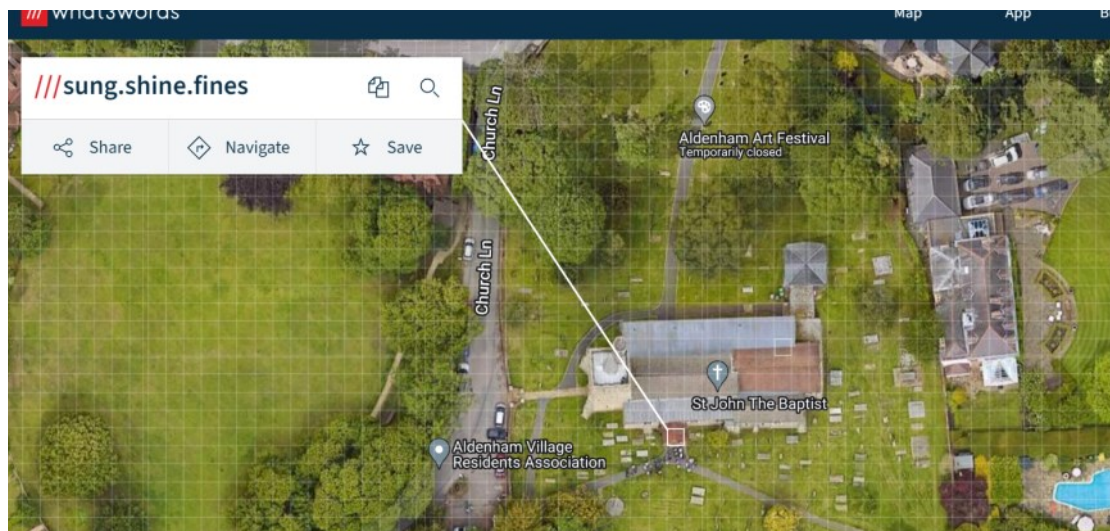 /// what3words
Map
App
///sung.shine.fines
Share
Navigate
Save
Church Ln
Aldenham Art Festival
Temporarily closed
Church Ln
St John The Baptist
Aldenham Village
Residents Association